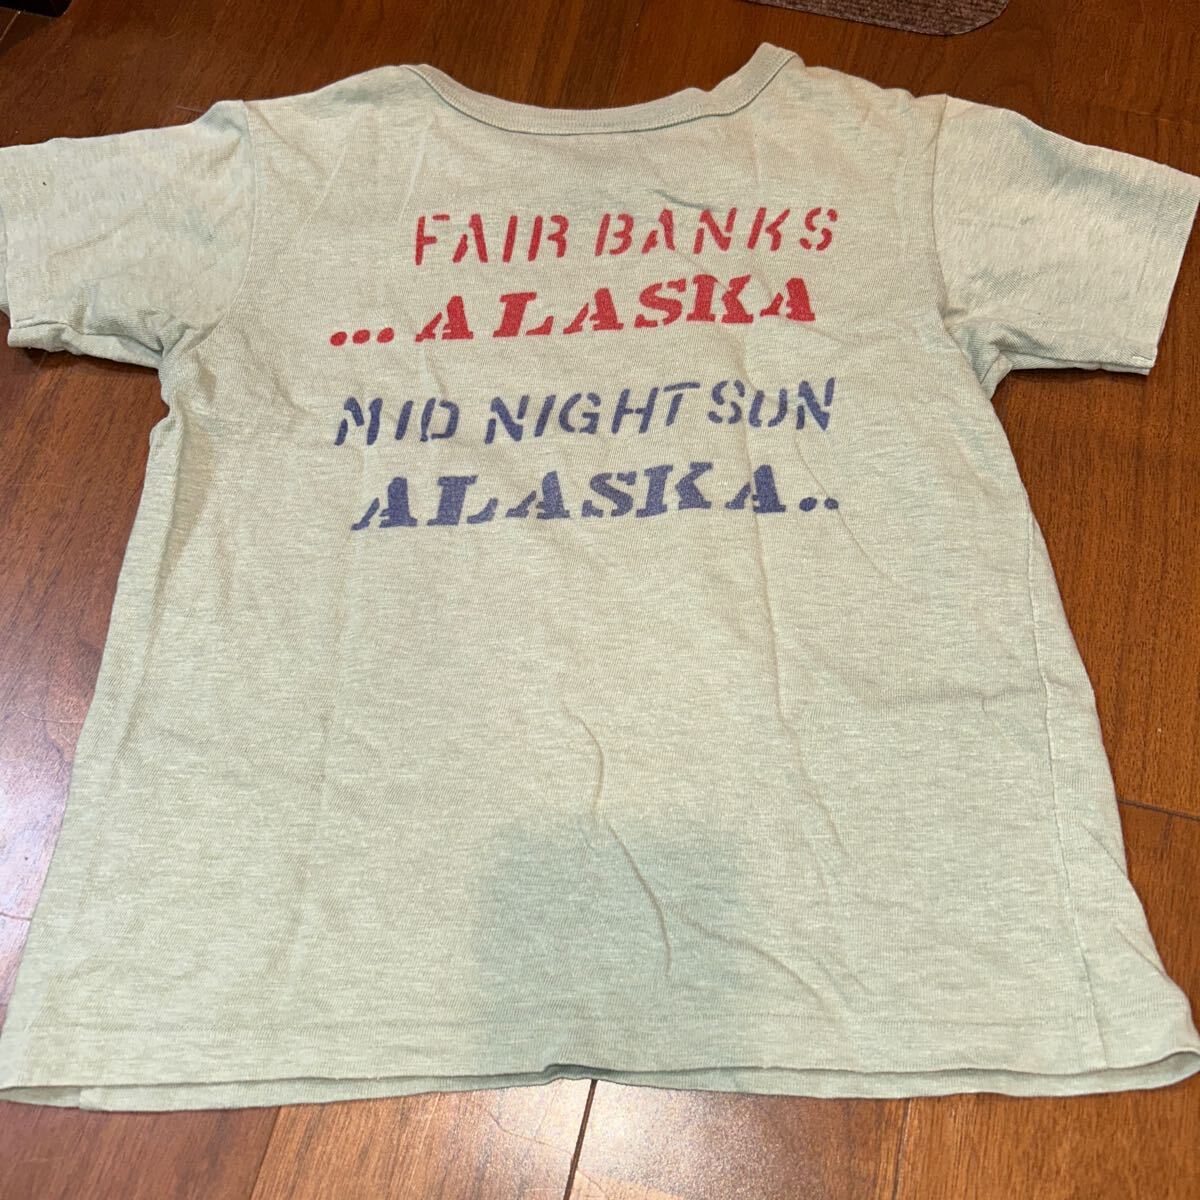 FAIR BANKS
...ALASKA
MID NIGHT SUN
ALASKA..